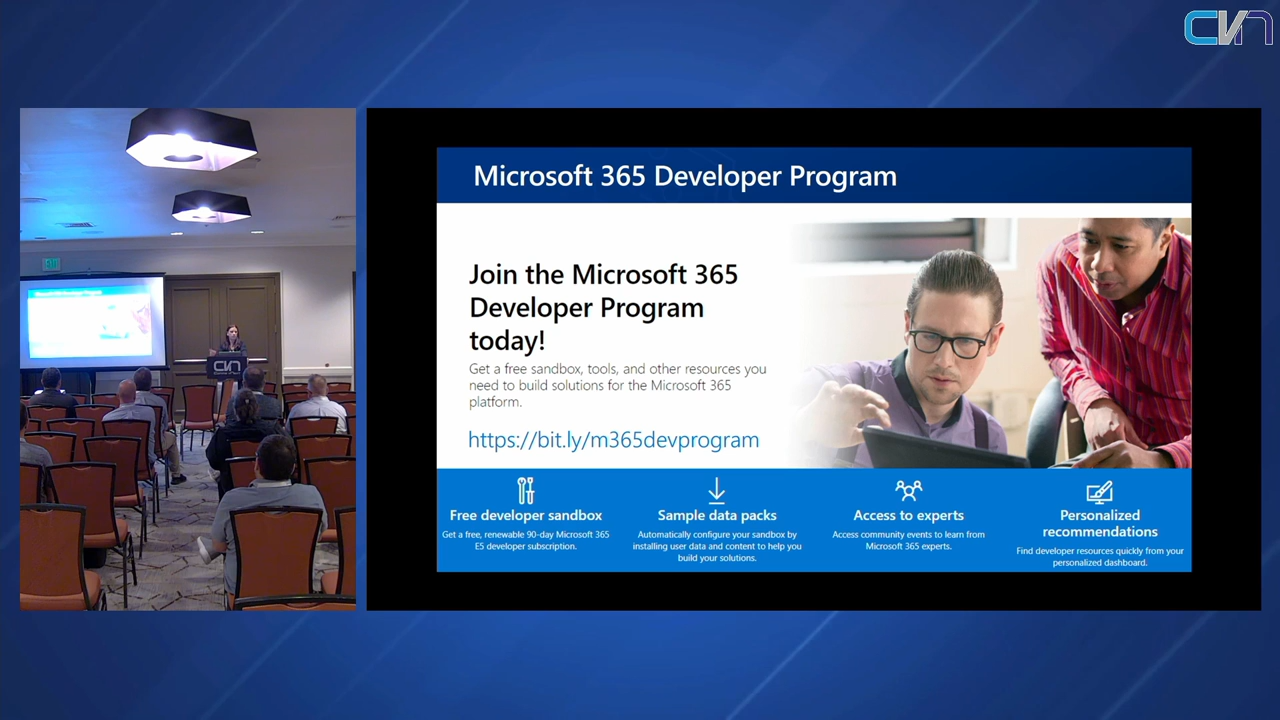 CVN
Microsoft 365 Developer Program
Join the Microsoft 365
Developer Program
today!
Get a free sandbox, tools, and other resources you
need to build solutions for the Microsoft 365
platform.
https://bit.ly/m365devprogram
Free developer sandbox
Get a free, renewable 90-day Microsoft 365
E5 developer subscription.
Sample data packs
Automatically configure your sandbox by
installing user data and content to help you
build your solutions.
Access to experts
Access community events to learn from
Microsoft 365 experts.
Personalized
recommendations
Find developer resources quickly from your
personalized dashboard.
EXIT
CVN